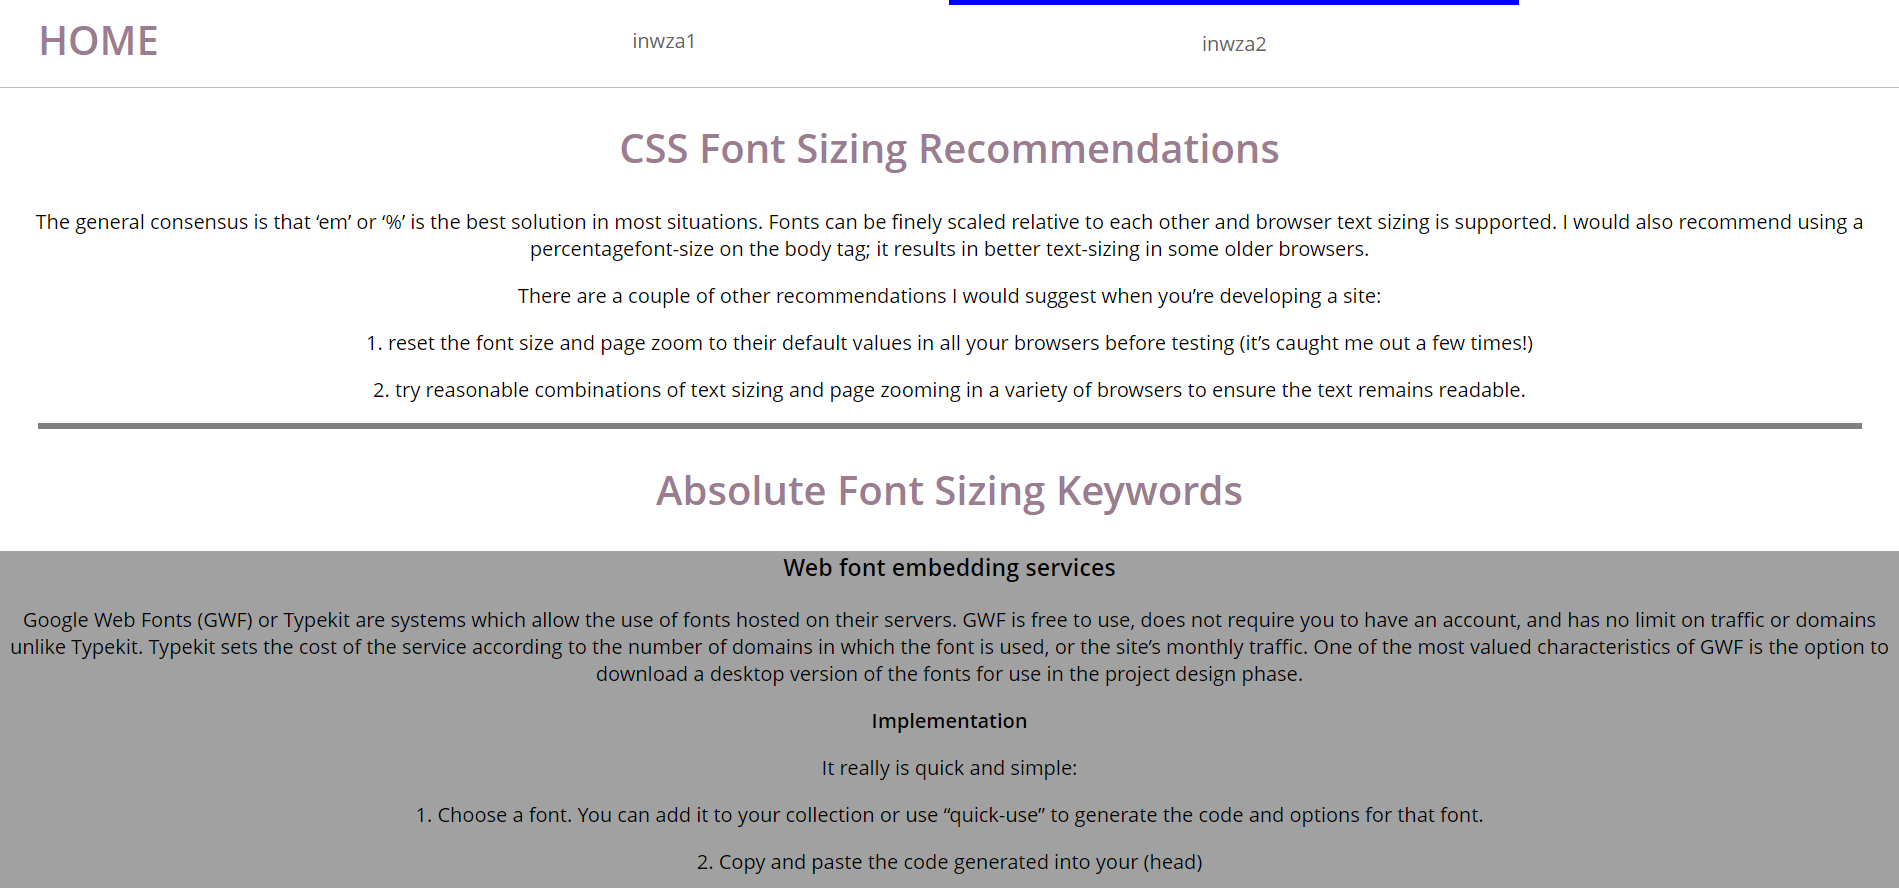 HOME
inwza1
inwza2
CSS Font Sizing Recommendations
The general consensus is that ‘em’ or ‘%’ is the best solution in most situations. Fonts can be finely scaled relative to each other and browser text sizing is supported. I would also recommend using a
percentagefont-size on the body tag; it results in better text-sizing in some older browsers.
There are a couple of other recommendations I would suggest when you’re developing a site:
1. reset the font size and page zoom to their default values in all your browsers before testing (it’s caught me out a few times!)
2. try reasonable combinations of text sizing and page zooming in a variety of browsers to ensure the text remains readable.
Absolute Font Sizing Keywords
Web font embedding services
Google Web Fonts (GWF) or Typekit are systems which allow the use of fonts hosted on their servers. GWF is free to use, does not require you to have an account, and has no limit on traffic or domains
unlike Typekit. Typekit sets the cost of the service according to the number of domains in which the font is used, or the site’s monthly traffic. One of the most valued characteristics of GWF is the option to
download a desktop version of the fonts for use in the project design phase.
Implementation
It really is quick and simple:
1. Choose a font. You can add it to your collection or use “quick-use” to generate the code and options for that font.
2. Copy and paste the code generated into your (head)